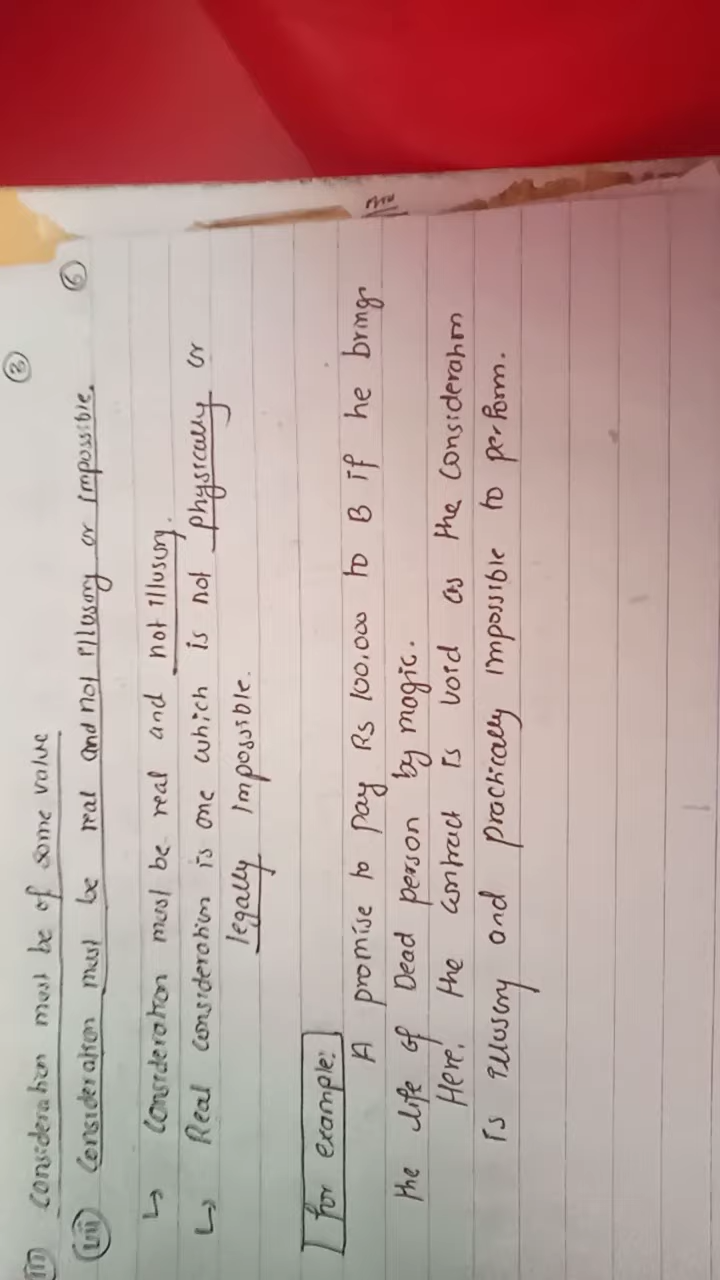 ③
Consideration must be of some value
(vii) Consideration must be real and not illusory or impossible. ⑥
↳ Consideration must be real and not illusory.
↳ Real consideration is one which is not physically or
legally impossible.
for example:
A promise to pay Rs 100,000 to B if he brings
the life of Dead person by magic.
Here, the contract is void as the consideration
is illusory and practically impossible to perform.